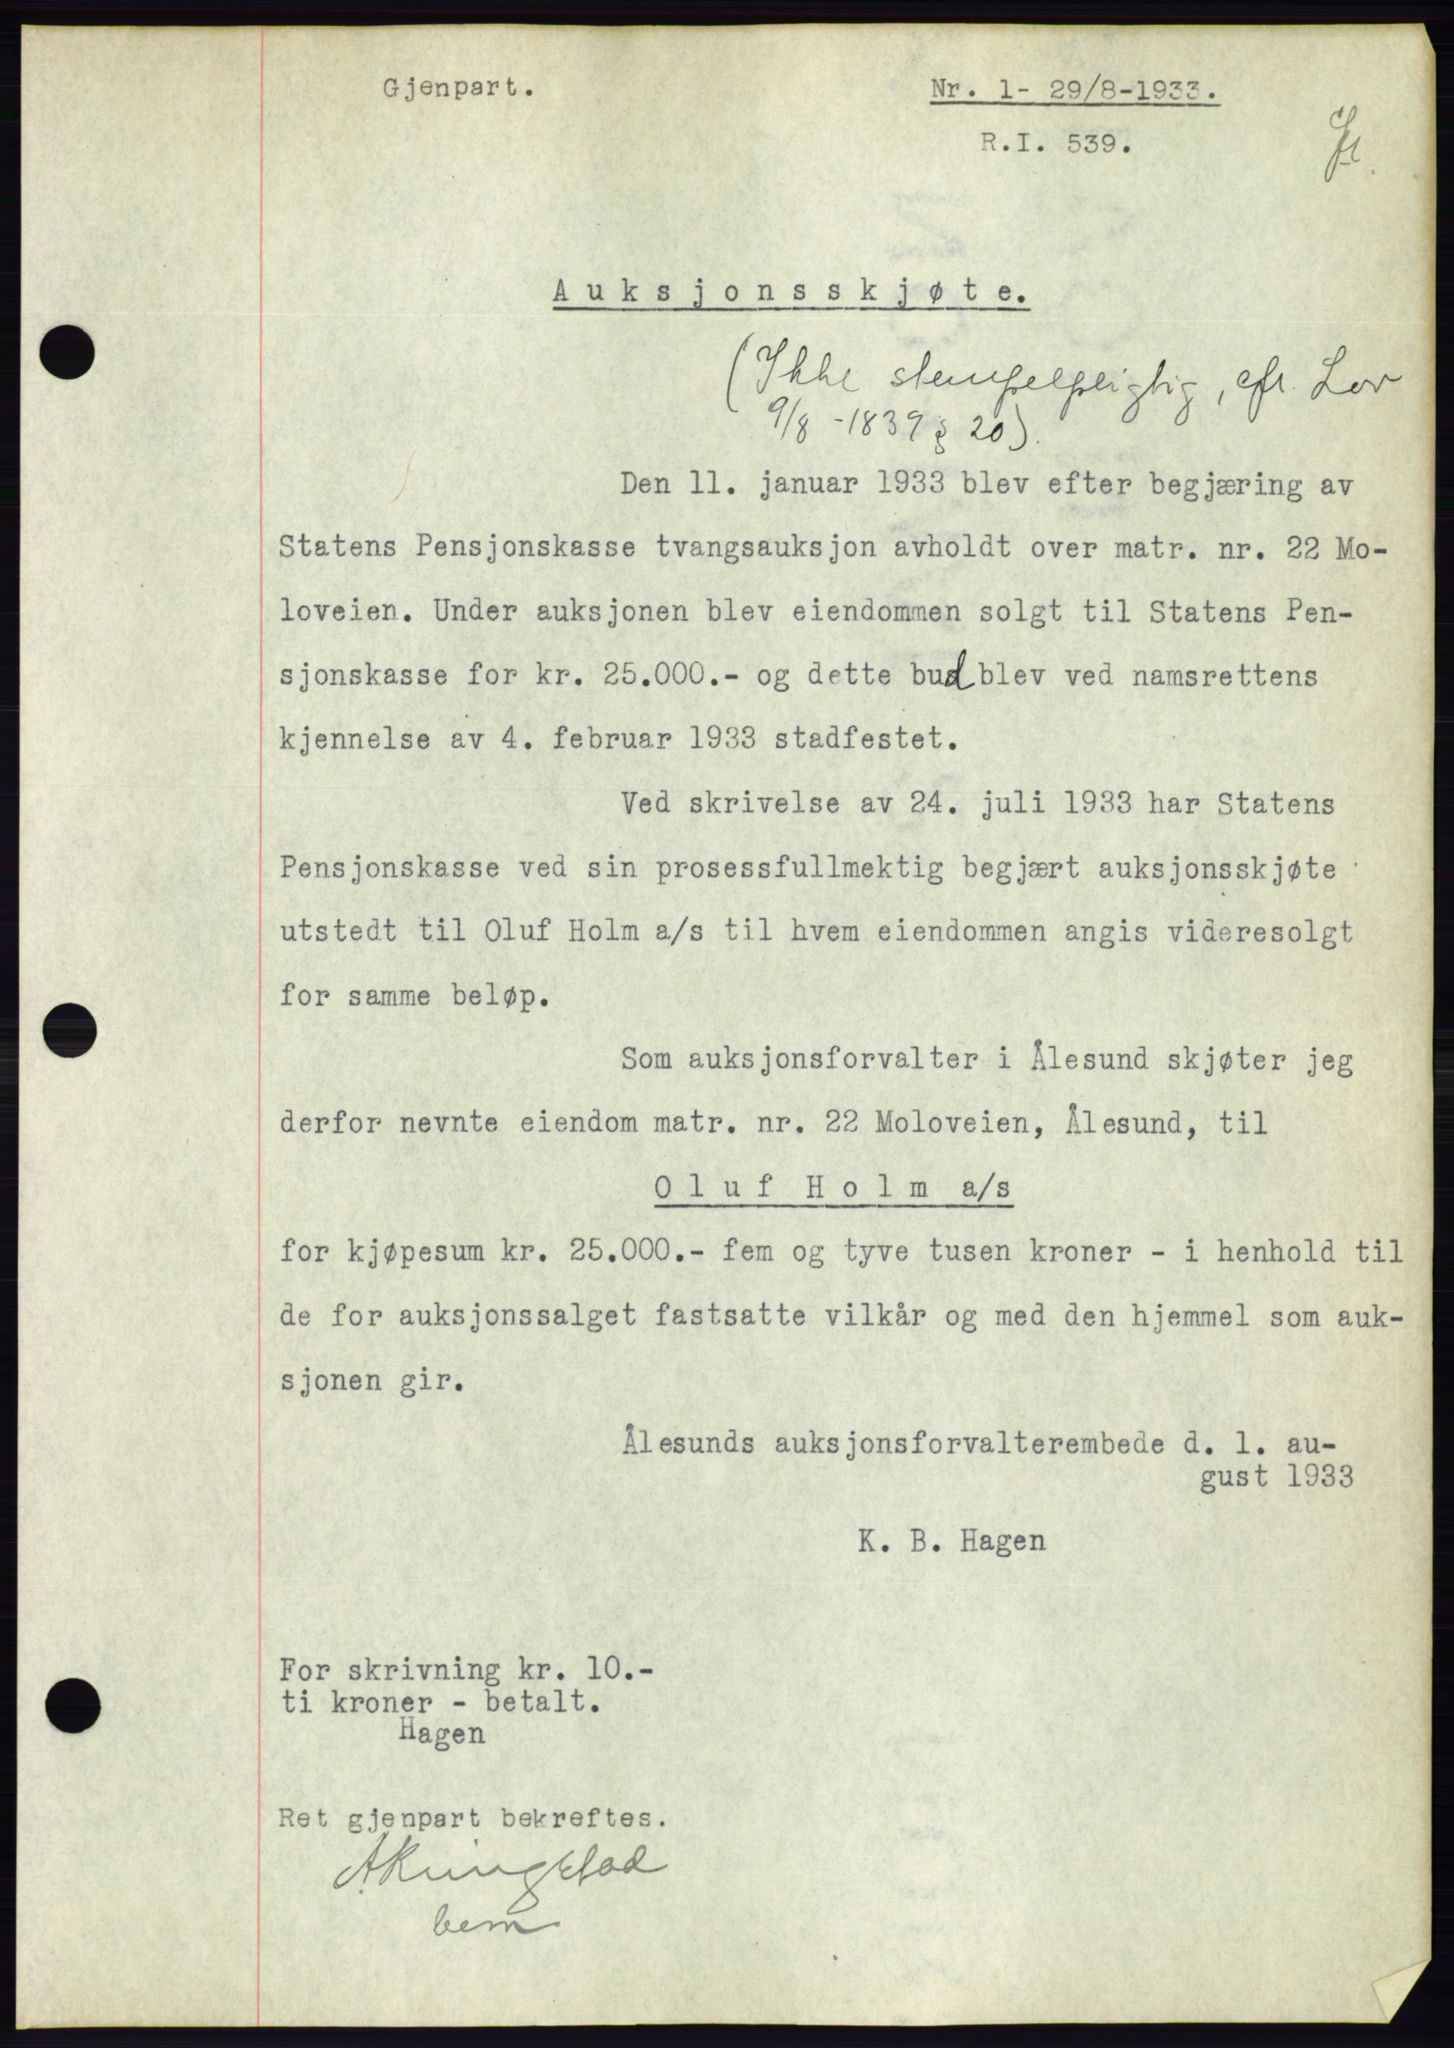 Gjenpart.
Nr. 1- 29/8-1933.
R.I. 539.
A u k s j o n s s k j ø t e.
(Ikke stempelpligtig, cfr. Lov
9/8 -1839 § 20).
Den 11. januar 1933 blev efter begjæring av
Statens Pensjonskasse tvangsauksjon avholdt over matr. nr. 22 Mo-
loveien. Under auksjonen blev eiendommen solgt til Statens Pen-
sjonskasse for kr. 25.000.- og dette bud blev ved namsrettens
kjennelse av 4. februar 1933 stadfestet.
Ved skrivelse av 24. juli 1933 har Statens
Pensjonskasse ved sin prosessfullmektig begjært auksjonsskjøte
utstedt til Oluf Holm a/s til hvem eiendommen angis videresolgt
for samme beløp.
Som auksjonsforvalter i Ålesund skjøter jeg
derfor nevnte eiendom matr. nr. 22 Moloveien, Ålesund, til
O l u f  H o l m  a/s
for kjøpesum kr. 25.000.- fem og tyve tusen kroner - i henhold til
de for auksjonssalget fastsatte vilkår og med den hjemmel som auk-
sjonen gir.
Ålesunds auksjonsforvalterembede d. 1. au-
gust 1933
K. B. Hagen
For skrivning kr. 10.-
ti kroner - betalt.
Hagen
Ret gjenpart bekreftes.